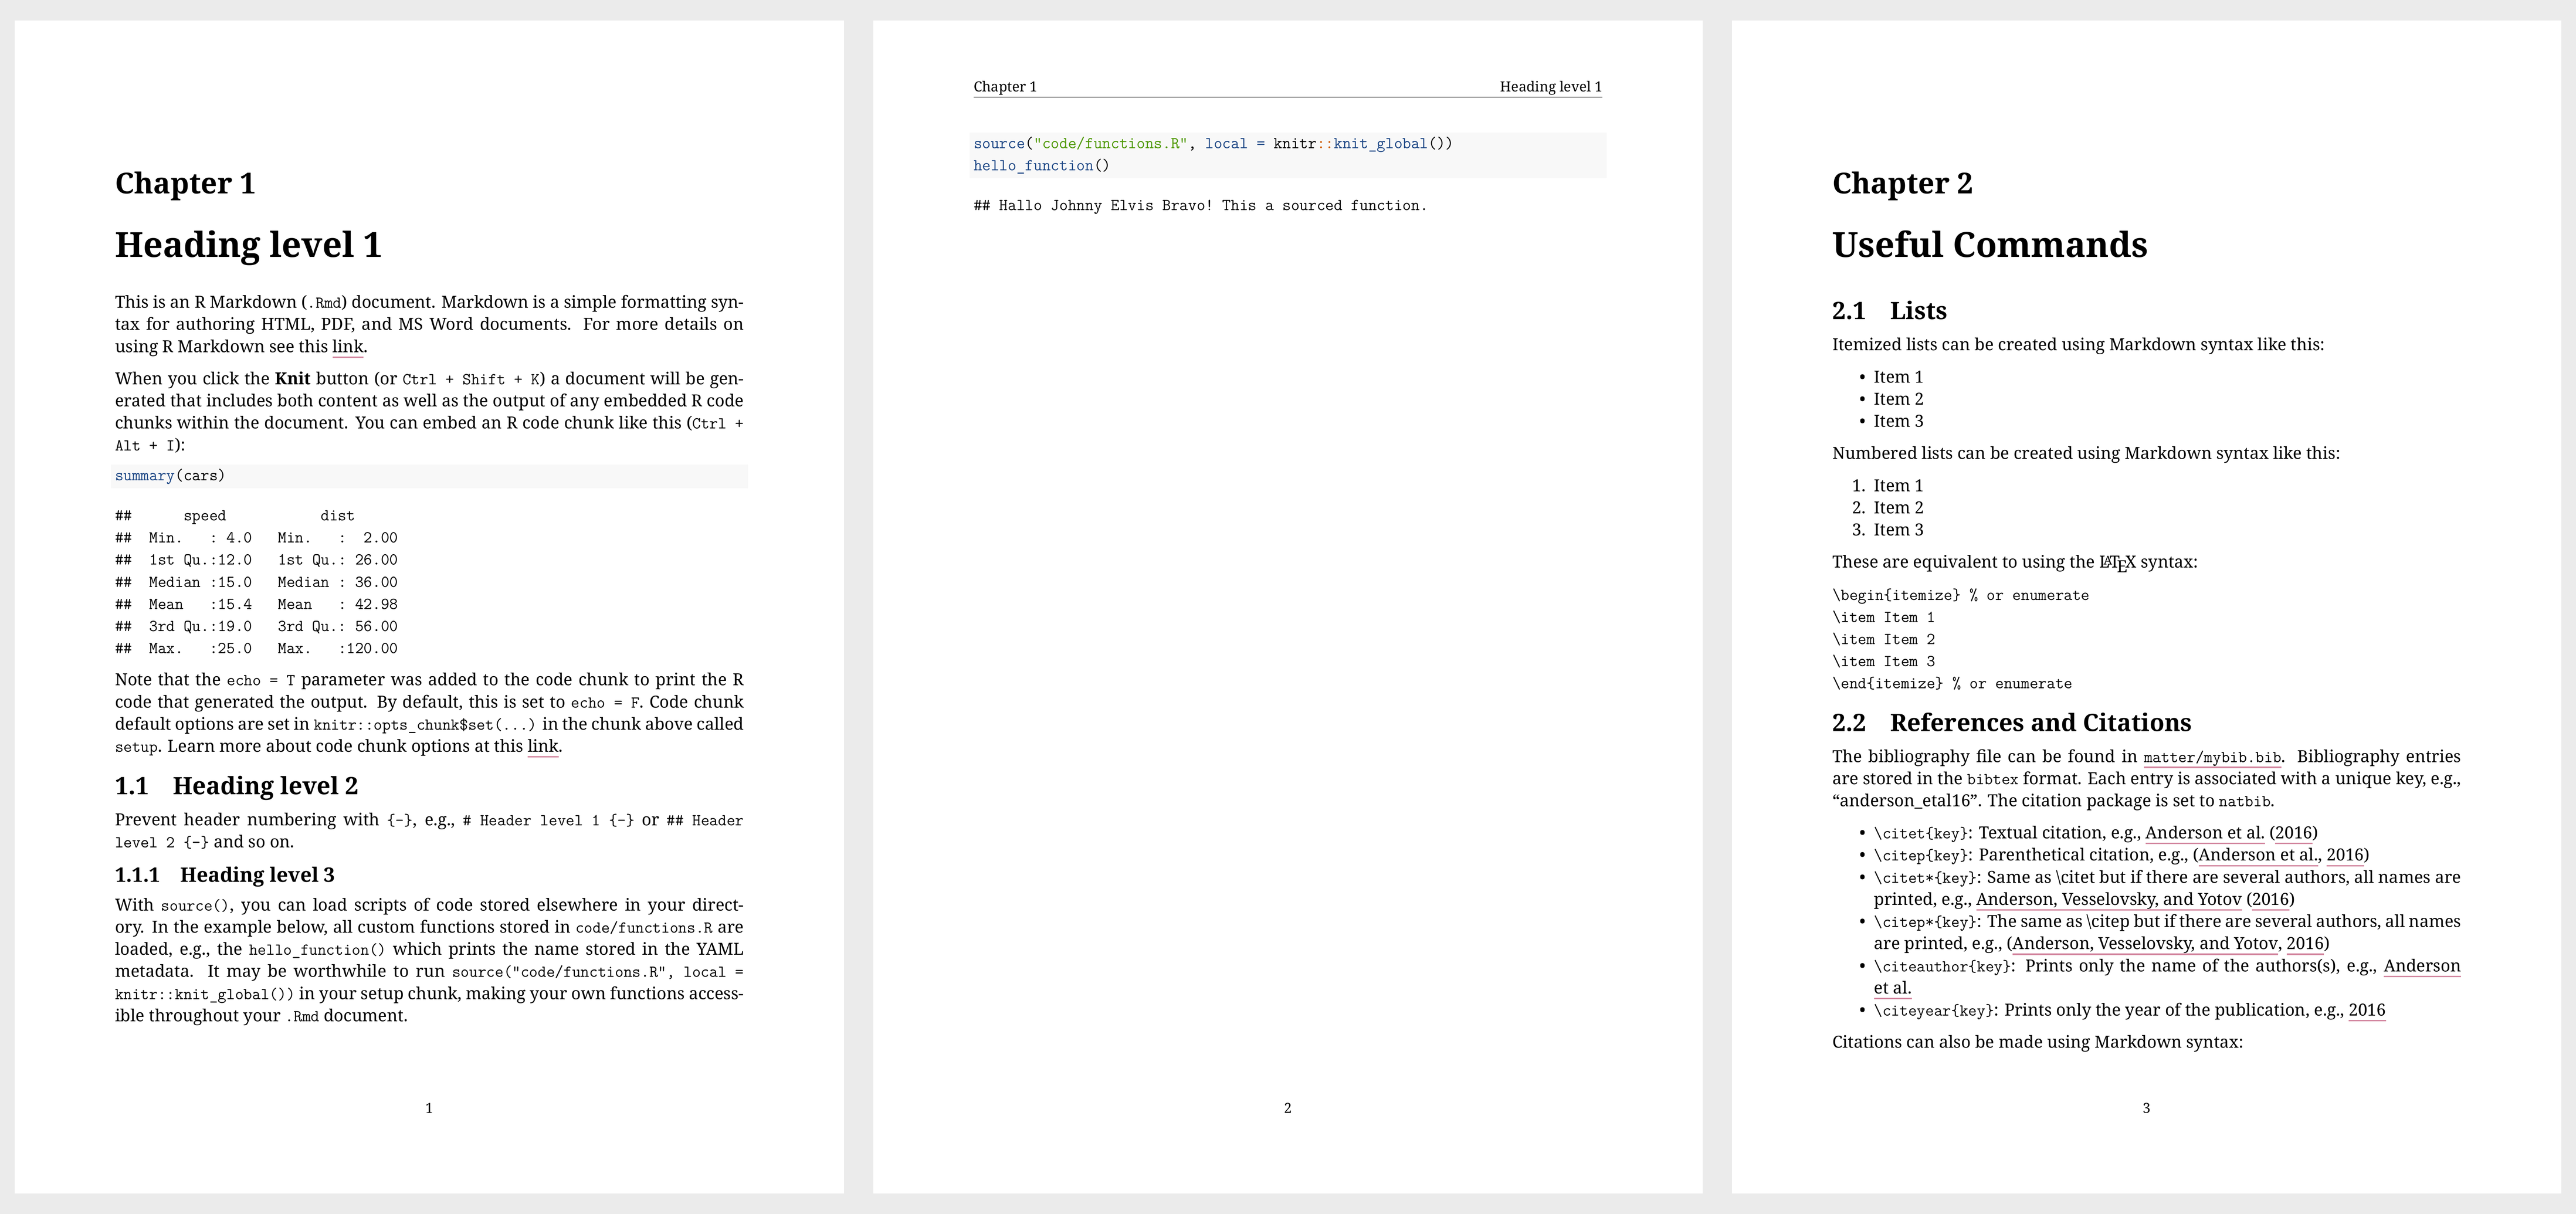 Chapter 1
Heading level 1
This is an R Markdown (.Rmd) document. Markdown is a simple formatting syn-
tax for authoring HTML, PDF, and MS Word documents. For more details on
using R Markdown see this link.
When you click the Knit button (or Ctrl + Shift + K) a document will be gen-
erated that includes both content as well as the output of any embedded R code
chunks within the document. You can embed an R code chunk like this (Ctrl +
Alt + I):
summary(cars)
##      speed           dist
##  Min.   : 4.0   Min.   :  2.00
##  1st Qu.:12.0   1st Qu.: 26.00
##  Median :15.0   Median : 36.00
##  Mean   :15.4   Mean   : 42.98
##  3rd Qu.:19.0   3rd Qu.: 56.00
##  Max.   :25.0   Max.   :120.00
Note that the echo = T parameter was added to the code chunk to print the R
code that generated the output. By default, this is set to echo = F. Code chunk
default options are set in knitr::opts_chunk$set(...) in the chunk above called
setup. Learn more about code chunk options at this link.
1.1 Heading level 2
Prevent header numbering with {-}, e.g., # Header level 1 {-} or ## Header
level 2 {-} and so on.
1.1.1 Heading level 3
With source(), you can load scripts of code stored elsewhere in your direct-
ory. In the example below, all custom functions stored in code/functions.R are
loaded, e.g., the hello_function() which prints the name stored in the YAML
metadata. It may be worthwhile to run source("code/functions.R", local =
knitr::knit_global()) in your setup chunk, making your own functions access-
ible throughout your .Rmd document.
1
Chapter 1 Heading level 1
source("code/functions.R", local = knitr::knit_global())
hello_function()
## Hallo Johnny Elvis Bravo! This a sourced function.
2
Chapter 2
Useful Commands
2.1 Lists
Itemized lists can be created using Markdown syntax like this:
• Item 1
• Item 2
• Item 3
Numbered lists can be created using Markdown syntax like this:
1. Item 1
2. Item 2
3. Item 3
These are equivalent to using the LATEX syntax:
\begin{itemize} % or enumerate
\item Item 1
\item Item 2
\item Item 3
\end{itemize} % or enumerate
2.2 References and Citations
The bibliography file can be found in matter/mybib.bib. Bibliography entries
are stored in the bibtex format. Each entry is associated with a unique key, e.g.,
“anderson_etal16”. The citation package is set to natbib.
• \citet{key}: Textual citation, e.g., Anderson et al. (2016)
• \citep{key}: Parenthetical citation, e.g., (Anderson et al., 2016)
• \citet*{key}: Same as \citet but if there are several authors, all names are
printed, e.g., Anderson, Vesselovsky, and Yotov (2016)
• \citep*{key}: The same as \citep but if there are several authors, all names
are printed, e.g., (Anderson, Vesselovsky, and Yotov, 2016)
• \citeauthor{key}: Prints only the name of the authors(s), e.g., Anderson
et al.
• \citeyear{key}: Prints only the year of the publication, e.g., 2016
Citations can also be made using Markdown syntax:
3